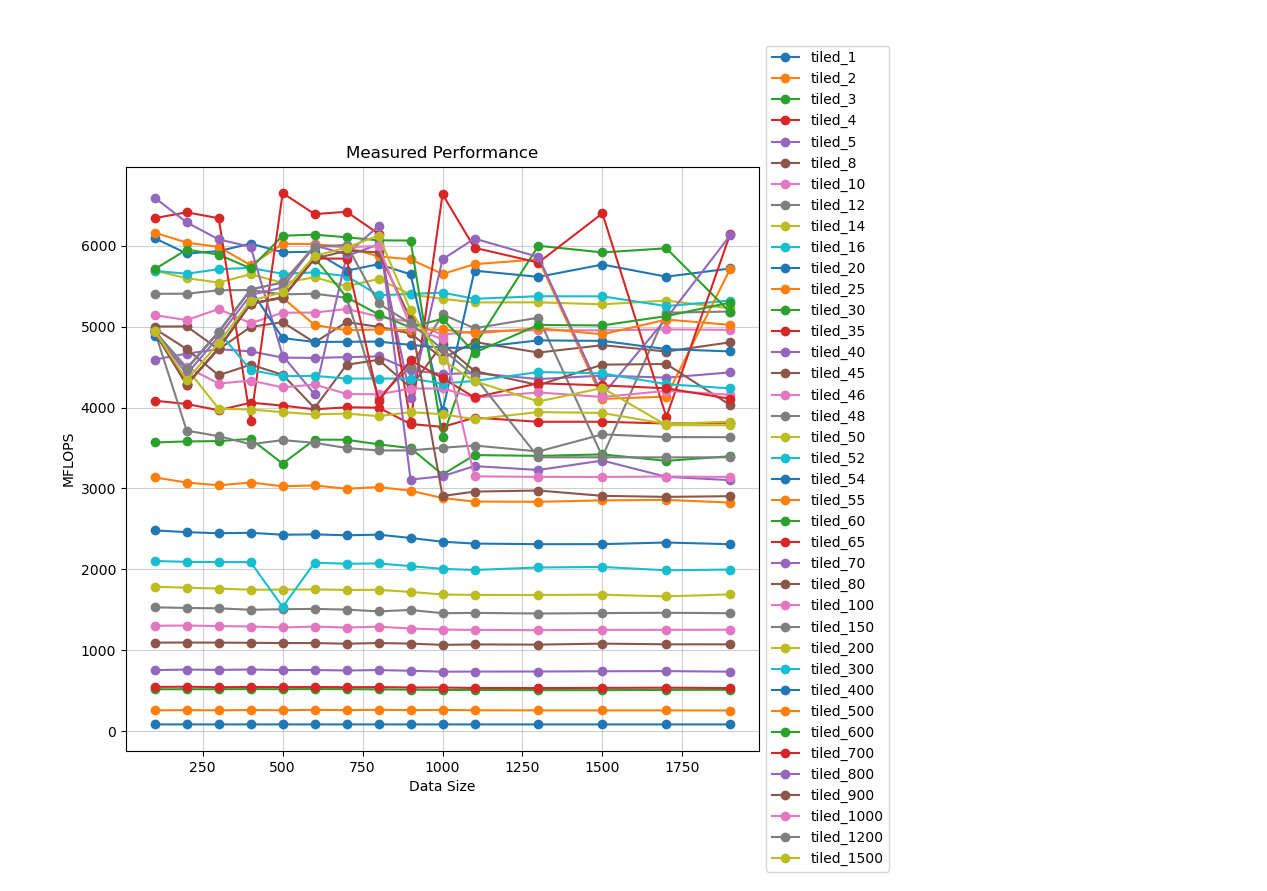 Measured Performance
MFLOPS
6000
5000
4000
3000
2000
1000
0
250
500
750
1000
1250
1500
1750
Data Size
tiled_1
tiled_2
tiled_3
tiled_4
tiled_5
tiled_8
tiled_10
tiled_12
tiled_14
tiled_16
tiled_20
tiled_25
tiled_30
tiled_35
tiled_40
tiled_45
tiled_46
tiled_48
tiled_50
tiled_52
tiled_54
tiled_55
tiled_60
tiled_65
tiled_70
tiled_80
tiled_100
tiled_150
tiled_200
tiled_300
tiled_400
tiled_500
tiled_600
tiled_700
tiled_800
tiled_900
tiled_1000
tiled_1200
tiled_1500